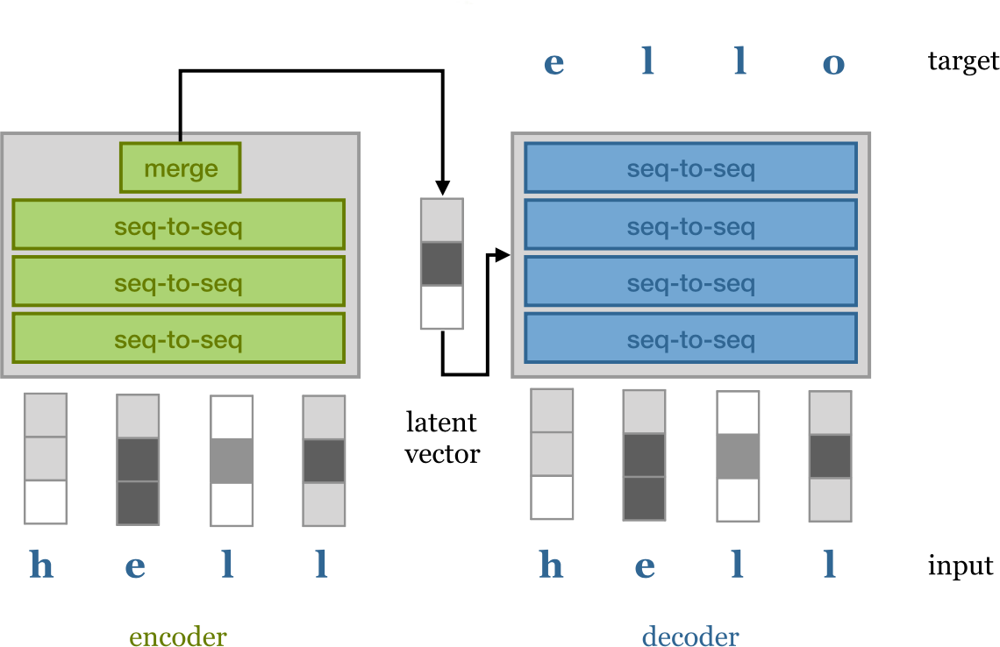 e l l o target
merge
seq-to-seq
seq-to-seq
seq-to-seq
seq-to-seq
seq-to-seq
seq-to-seq
seq-to-seq
latent
vector
h e l l
h e l l input
encoder
decoder